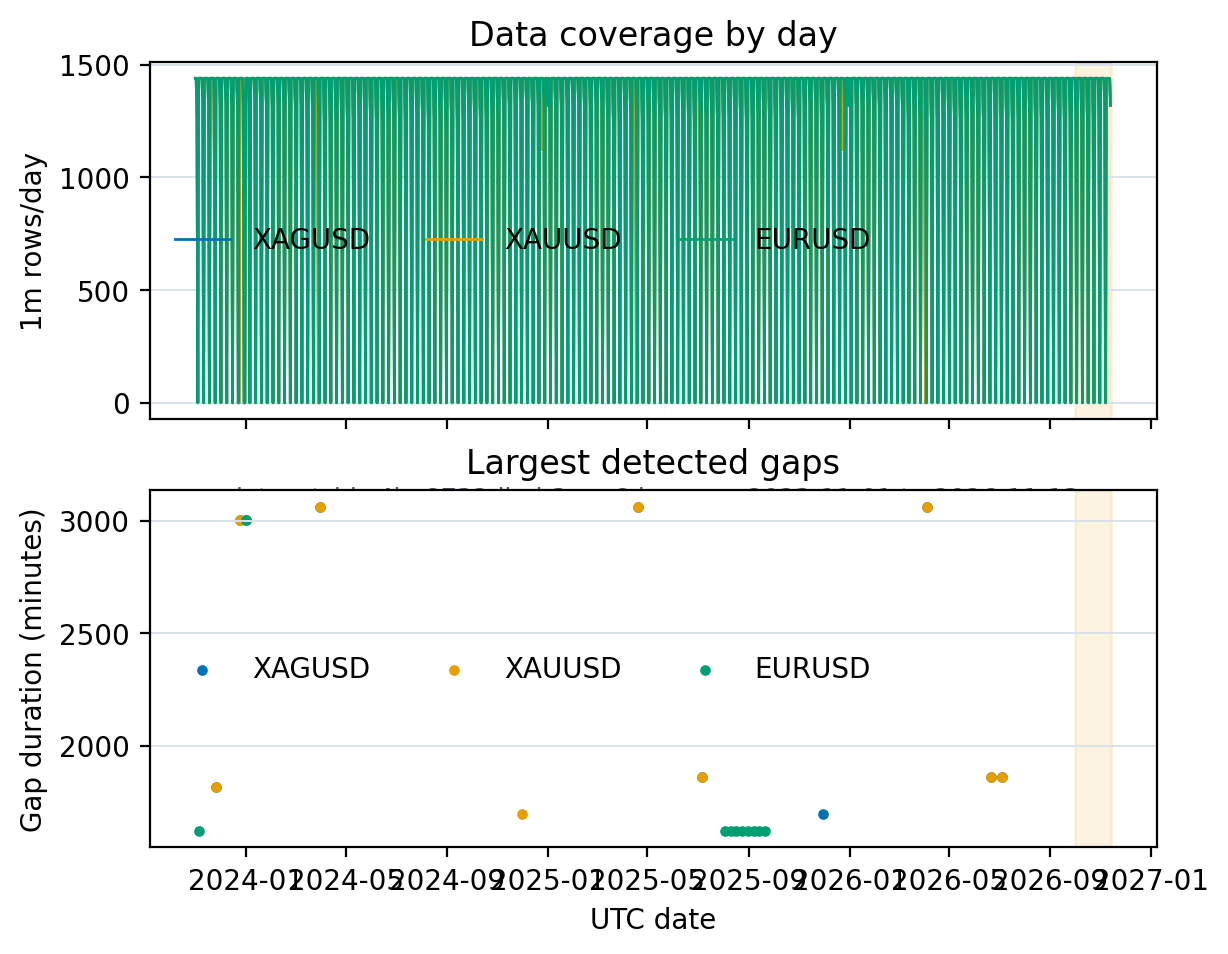 Data coverage by day
1500
1000
500
0
1m rows/day
XAGUSD XAUUSD EURUSD
Largest detected gaps
3000
2500
2000
Gap duration (minutes)
XAGUSD XAUUSD EURUSD
2024-01 2024-05 2024-09 2025-01 2025-05 2025-09 2026-01 2026-05 2026-09 2027-01
UTC date